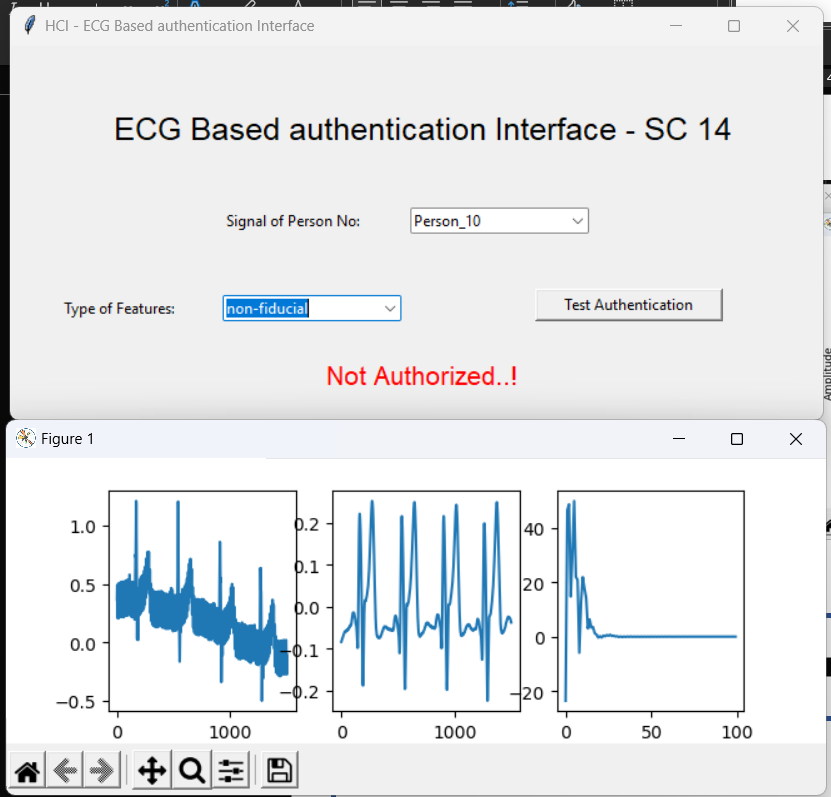 HCI - ECG Based authentication Interface
ECG Based authentication Interface - SC 14
Signal of Person No:
Person_10
Type of Features:
non-fiducial
Test Authentication
Not Authorized..!
Amplitude
Figure 1
1.0
0.5
0.0
−0.5
0
1000
0.2
0.1
0.0
−0.1
−0.2
0
1000
40
20
0
−20
0
50
100